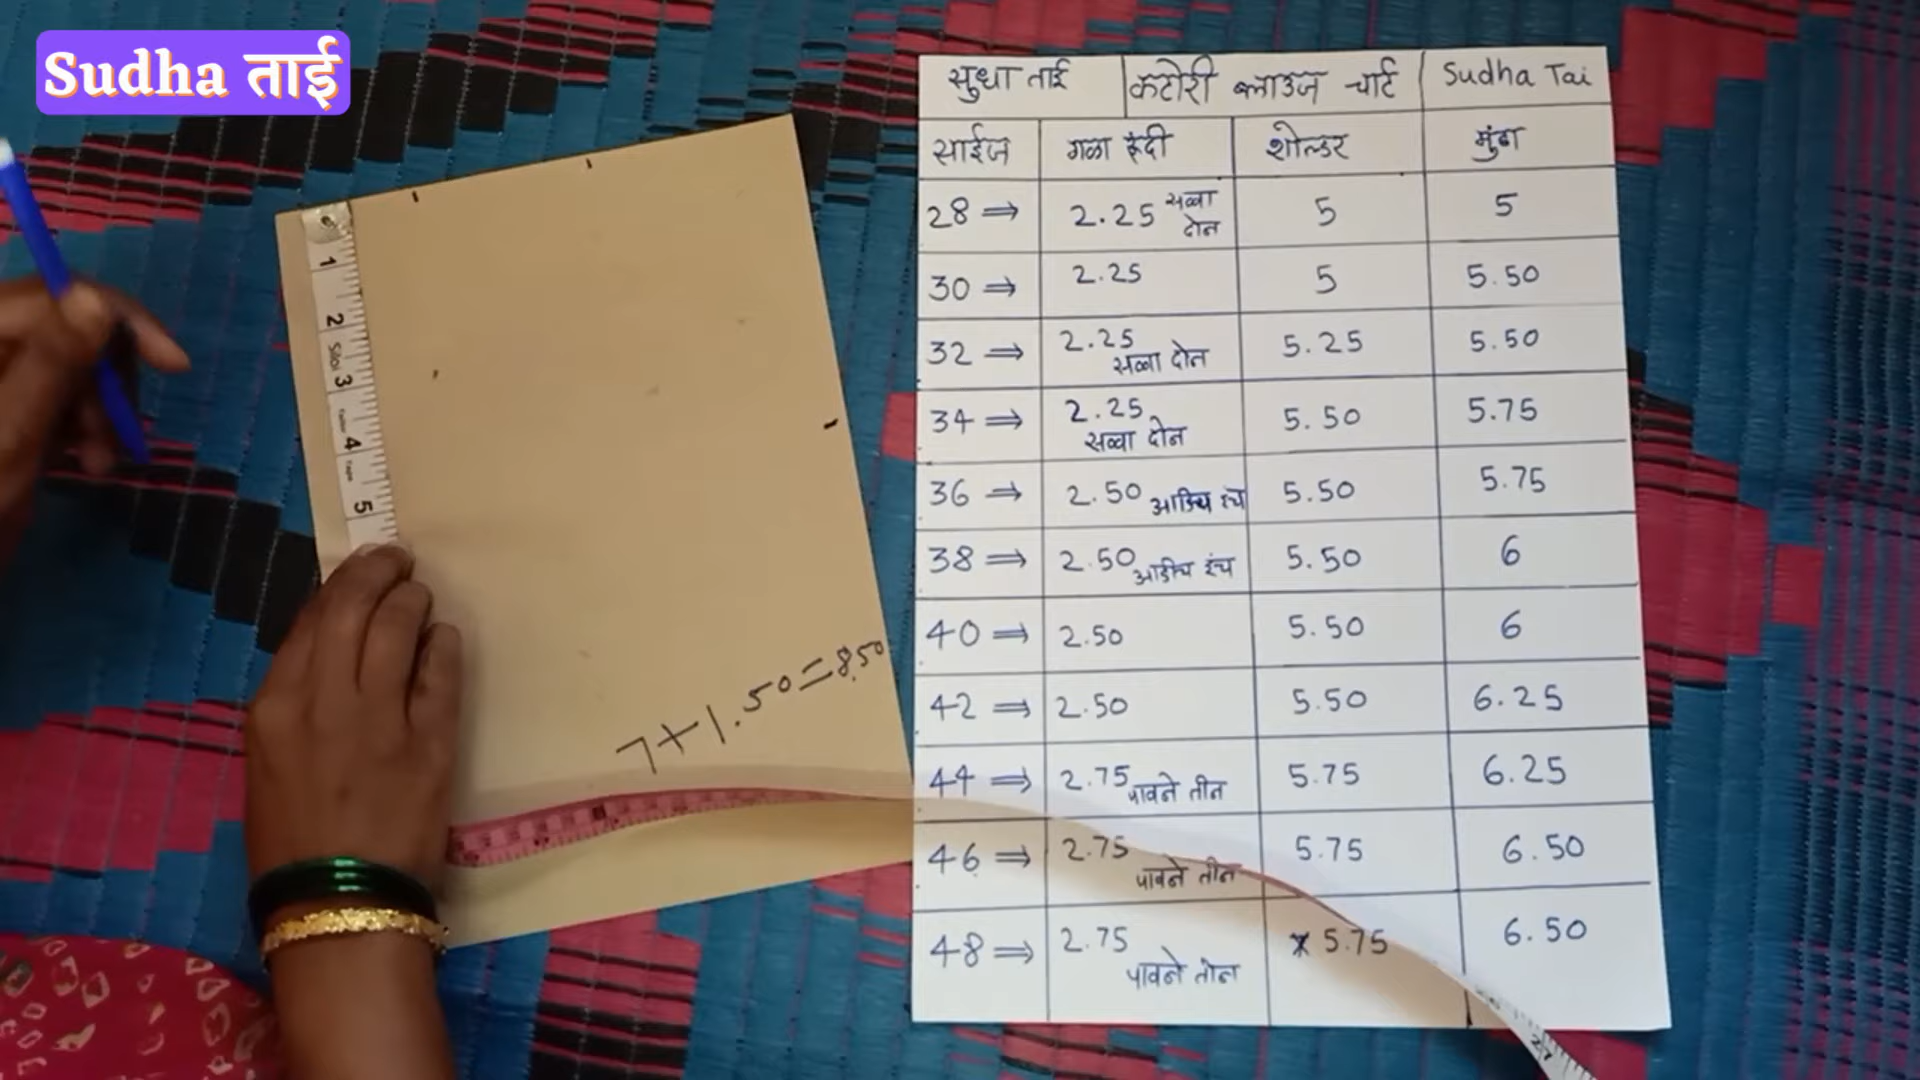 Sudha ताई
सुधा ताई कटोरी ब्लाउज चार्ट Sudha Tai
साईज गळा रूंदी शोल्डर मुंढा
28 ⇒ 2.25 सव्वा दोन 5 5
30 ⇒ 2.25 5 5.50
32 ⇒ 2.25 सव्वा दोन 5.25 5.50
34 ⇒ 2.25 सव्वा दोन 5.50 5.75
36 ⇒ 2.50 5.50 5.75
38 ⇒ 2.50 आडीच इंच 5.50 6
40 ⇒ 2.50 5.50 6
42 ⇒ 2.50 5.50 6.25
44 ⇒ 2.75 पावने तीन 5.75 6.25
46 ⇒ 2.75 पावने तीन 5.75 6.50
48 ⇒ 2.75 पावने तीन 5.75 6.50
7+1.50=8.50
1
2
3
4
5
27